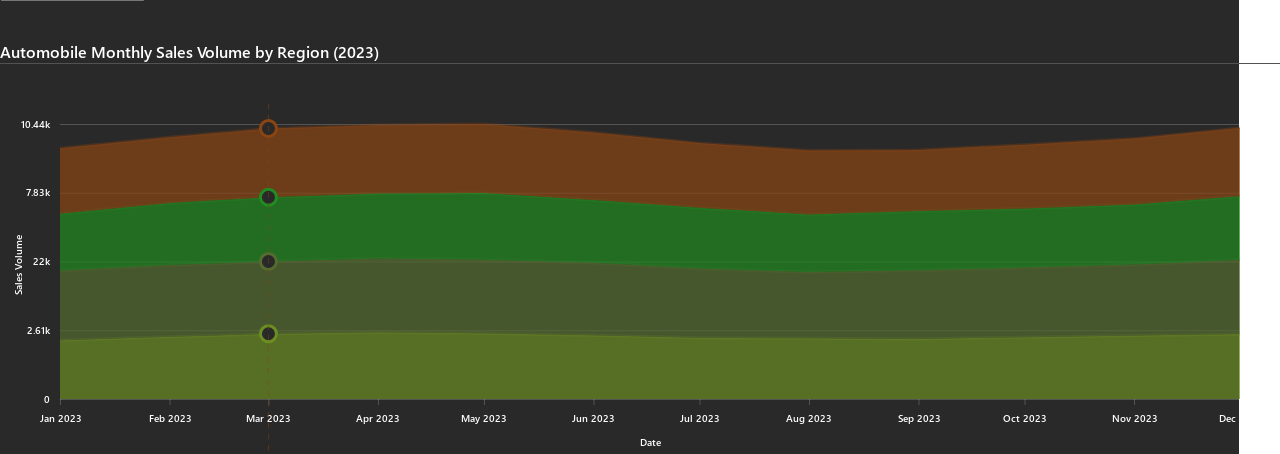 Automobile Monthly Sales Volume by Region (2023)
10.44k
7.83k
22k
2.61k
0
Sales Volume
Jan 2023
Feb 2023
Mar 2023
Apr 2023
May 2023
Jun 2023
Jul 2023
Aug 2023
Sep 2023
Oct 2023
Nov 2023
Dec
Date